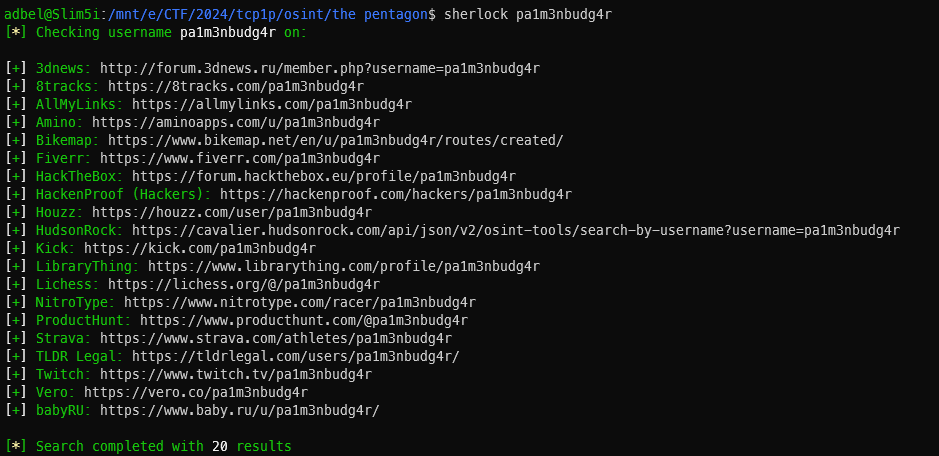 adbel@Slim5i:/mnt/e/CTF/2024/tcp1p/osint/the pentagon$ sherlock pa1m3nbudg4r
[*] Checking username pa1m3nbudg4r on:
[+] 3dnews: http://forum.3dnews.ru/member.php?username=pa1m3nbudg4r
[+] 8tracks: https://8tracks.com/pa1m3nbudg4r
[+] AllMyLinks: https://allmylinks.com/pa1m3nbudg4r
[+] Amino: https://aminoapps.com/u/pa1m3nbudg4r
[+] Bikemap: https://www.bikemap.net/en/u/pa1m3nbudg4r/routes/created/
[+] Fiverr: https://www.fiverr.com/pa1m3nbudg4r
[+] HackTheBox: https://forum.hackthebox.eu/profile/pa1m3nbudg4r
[+] HackenProof (Hackers): https://hackenproof.com/hackers/pa1m3nbudg4r
[+] Houzz: https://houzz.com/user/pa1m3nbudg4r
[+] HudsonRock: https://cavalier.hudsonrock.com/api/json/v2/osint-tools/search-by-username?username=pa1m3nbudg4r
[+] Kick: https://kick.com/pa1m3nbudg4r
[+] LibraryThing: https://www.librarything.com/profile/pa1m3nbudg4r
[+] Lichess: https://lichess.org/@/pa1m3nbudg4r
[+] NitroType: https://www.nitrotype.com/racer/pa1m3nbudg4r
[+] ProductHunt: https://www.producthunt.com/@pa1m3nbudg4r
[+] Strava: https://www.strava.com/athletes/pa1m3nbudg4r
[+] TLDR Legal: https://tldrlegal.com/users/pa1m3nbudg4r/
[+] Twitch: https://www.twitch.tv/pa1m3nbudg4r
[+] Vero: https://vero.co/pa1m3nbudg4r
[+] babyRU: https://www.baby.ru/u/pa1m3nbudg4r/
[*] Search completed with 20 results